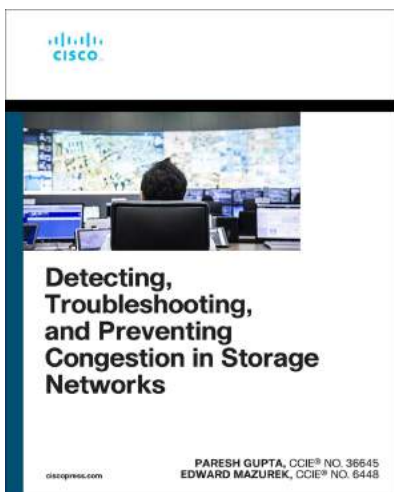 CISCO
Detecting,
Troubleshooting,
and Preventing
Congestion in Storage
Networks
PARESH GUPTA, CCIE® NO. 36645
ciscopress.com
EDWARD MAZUREK, CCIE® NO. 6448